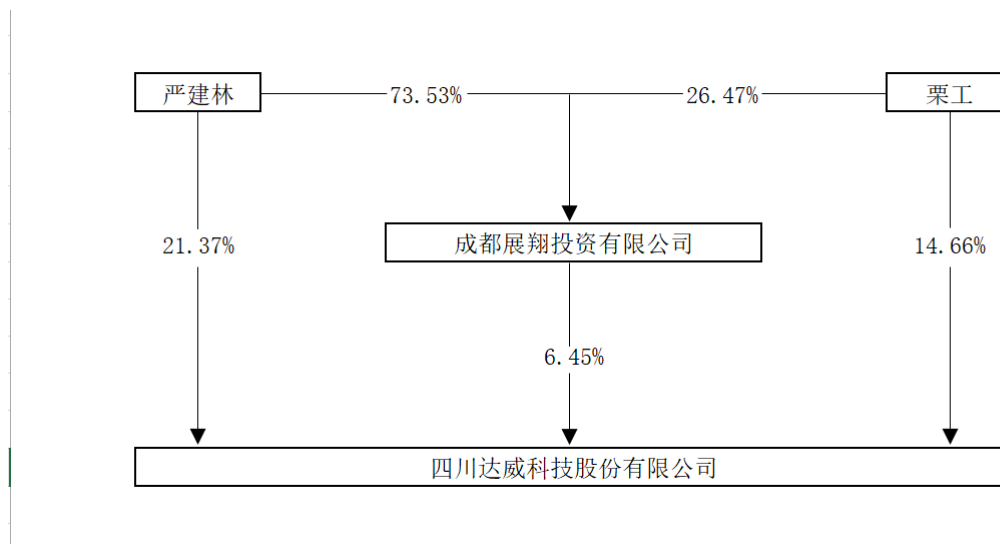 严建林
73.53%
26.47%
栗工
成都展翔投资有限公司
21.37%
14.66%
6.45%
四川达威科技股份有限公司